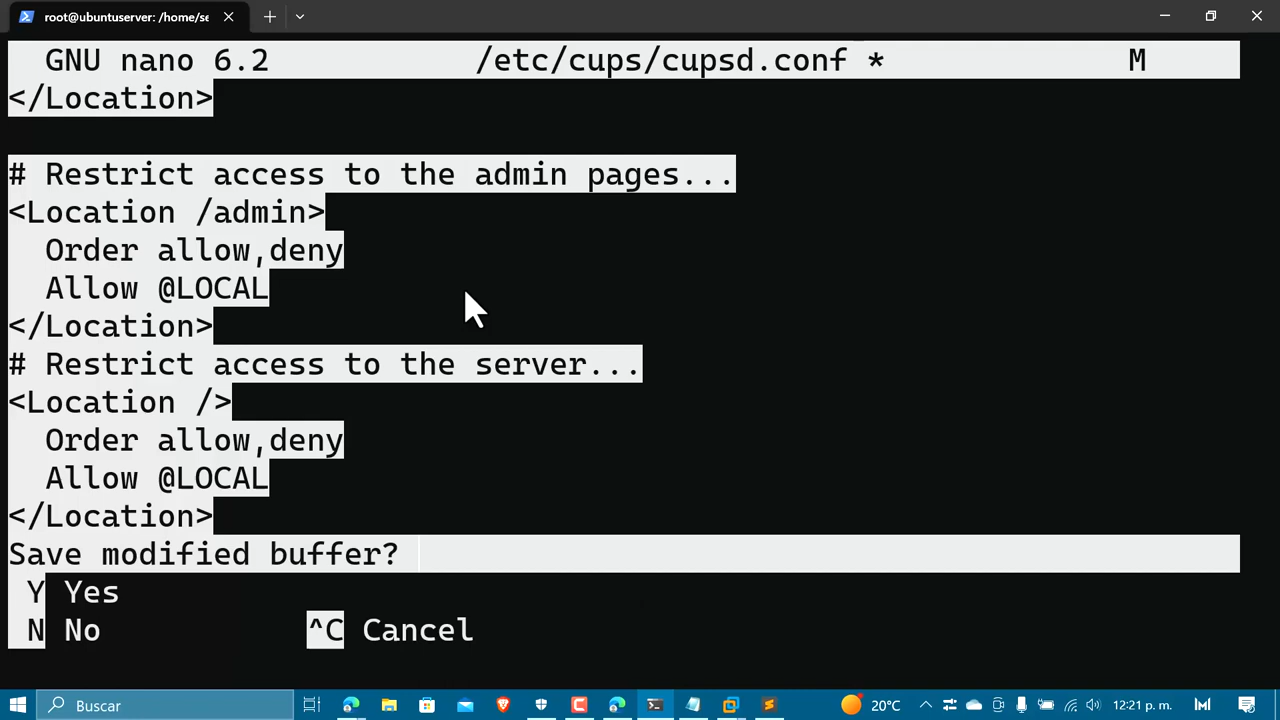 root@ubuntuserver: /home/se
GNU nano 6.2 /etc/cups/cupsd.conf * M
</Location>
# Restrict access to the admin pages...
<Location /admin>
Order allow,deny
Allow @LOCAL
</Location>
# Restrict access to the server...
<Location />
Order allow,deny
Allow @LOCAL
</Location>
Save modified buffer?
Y Yes
N No ^C Cancel
Buscar 20°C 12:21 p. m.